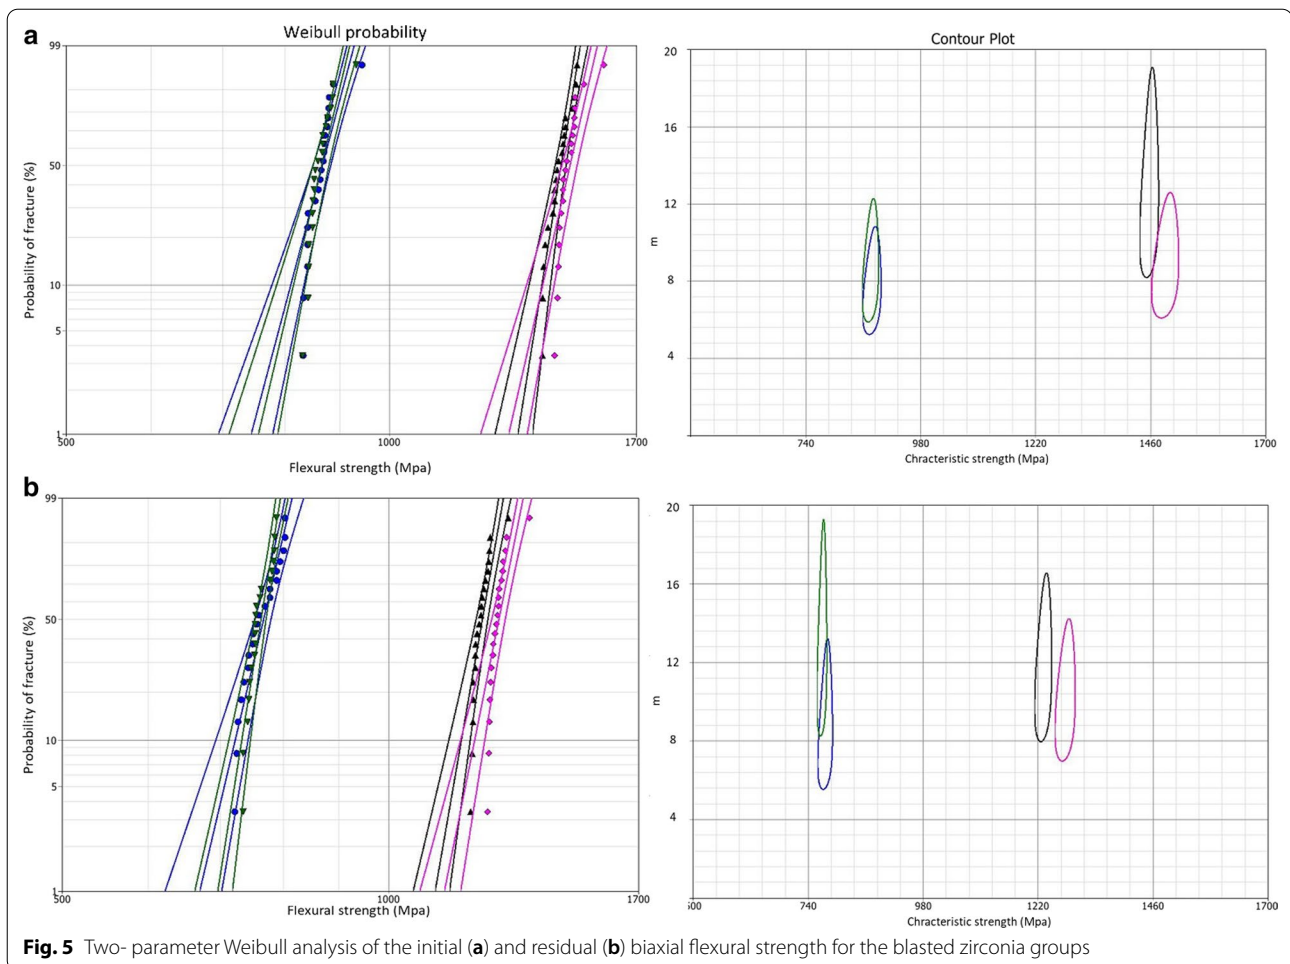 a
Weibull probability
99
50
10
5
1
Probability of fracture (%)
500
1000
1700
Flexural strength (Mpa)
Contour Plot
20
16
12
8
4
m
740
980
1220
1460
1700
Chracteristic strength (Mpa)
b
99
50
10
5
1
Probability of fracture (%)
500
1000
1700
Flexural strength (Mpa)
20
16
12
8
4
m
500
740
980
1220
1460
1700
Chracteristic strength (Mpa)
Fig. 5 Two- parameter Weibull analysis of the initial (a) and residual (b) biaxial flexural strength for the blasted zirconia groups